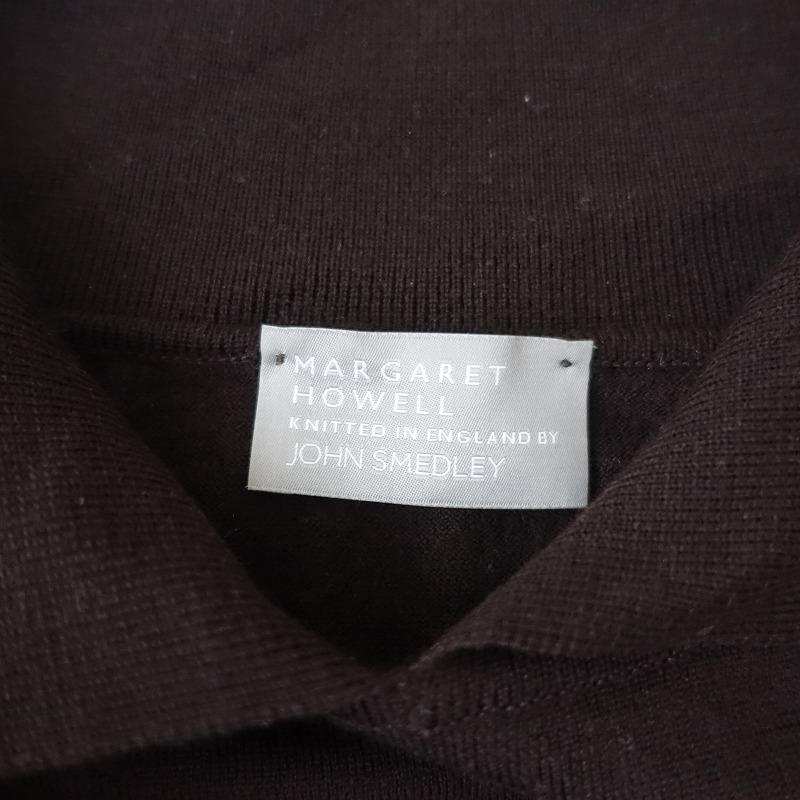 MARGARET
HOWELL
KNITTED IN ENGLAND BY
JOHN SMEDLEY